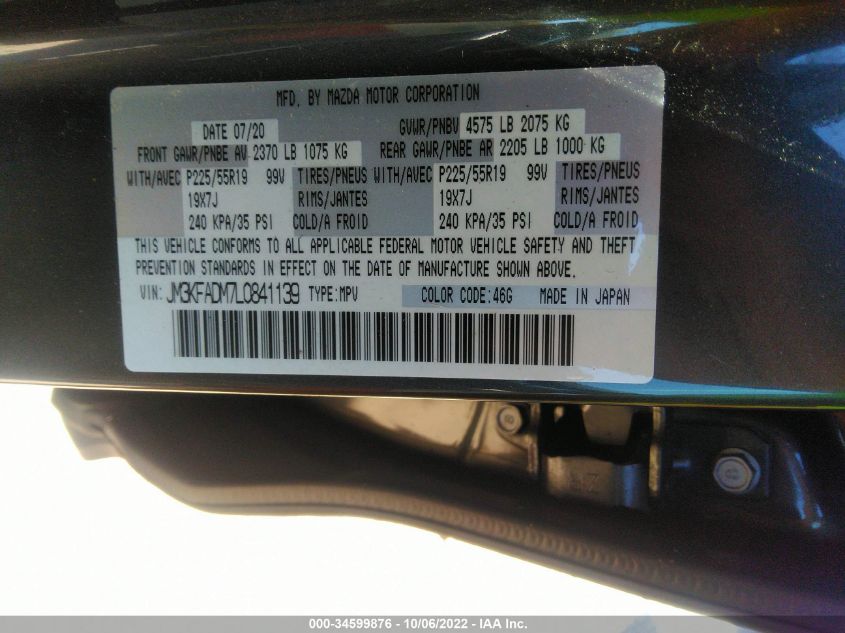 MFD. BY MAZDA MOTOR CORPORATION
DATE 07/20 GVWR/PNBV 4575 LB 2075 KG
FRONT GAWR/PNBE AV 2370 LB 1075 KG REAR GAWR/PNBE AR 2205 LB 1000 KG
WITH/AVEC P225/55R19 99V TIRES/PNEUS WITH/AVEC P225/55R19 99V TIRES/PNEUS
19X7J RIMS/JANTES 19X7J RIMS/JANTES
240 KPA/35 PSI COLD/A FROID 240 KPA/35 PSI COLD/A FROID
THIS VEHICLE CONFORMS TO ALL APPLICABLE FEDERAL MOTOR VEHICLE SAFETY AND THEFT
PREVENTION STANDARDS IN EFFECT ON THE DATE OF MANUFACTURE SHOWN ABOVE.
VIN: JM3KFADM7L0841139 TYPE:MPV COLOR CODE:46G MADE IN JAPAN
000-34599876 - 10/06/2022 - IAA Inc.